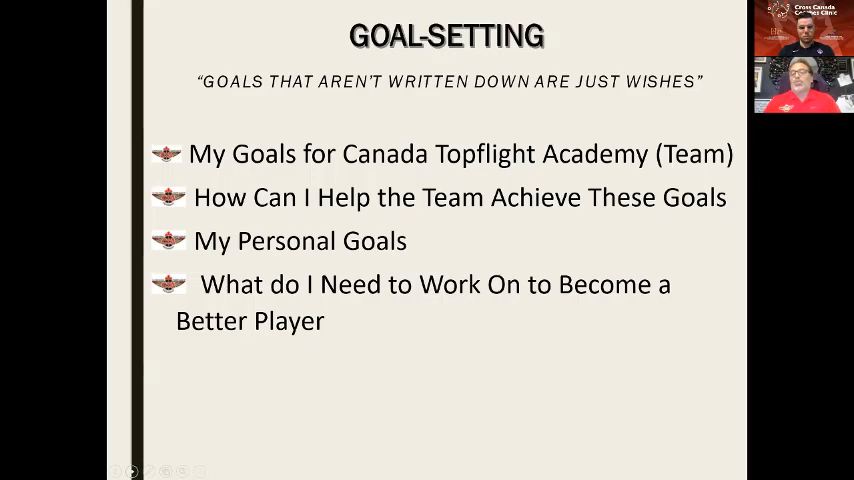 GOAL-SETTING
“GOALS THAT AREN’T WRITTEN DOWN ARE JUST WISHES”
My Goals for Canada Topflight Academy (Team)
How Can I Help the Team Achieve These Goals
My Personal Goals
What do I Need to Work On to Become a
Better Player
Cross Canada
Coaches Clinic